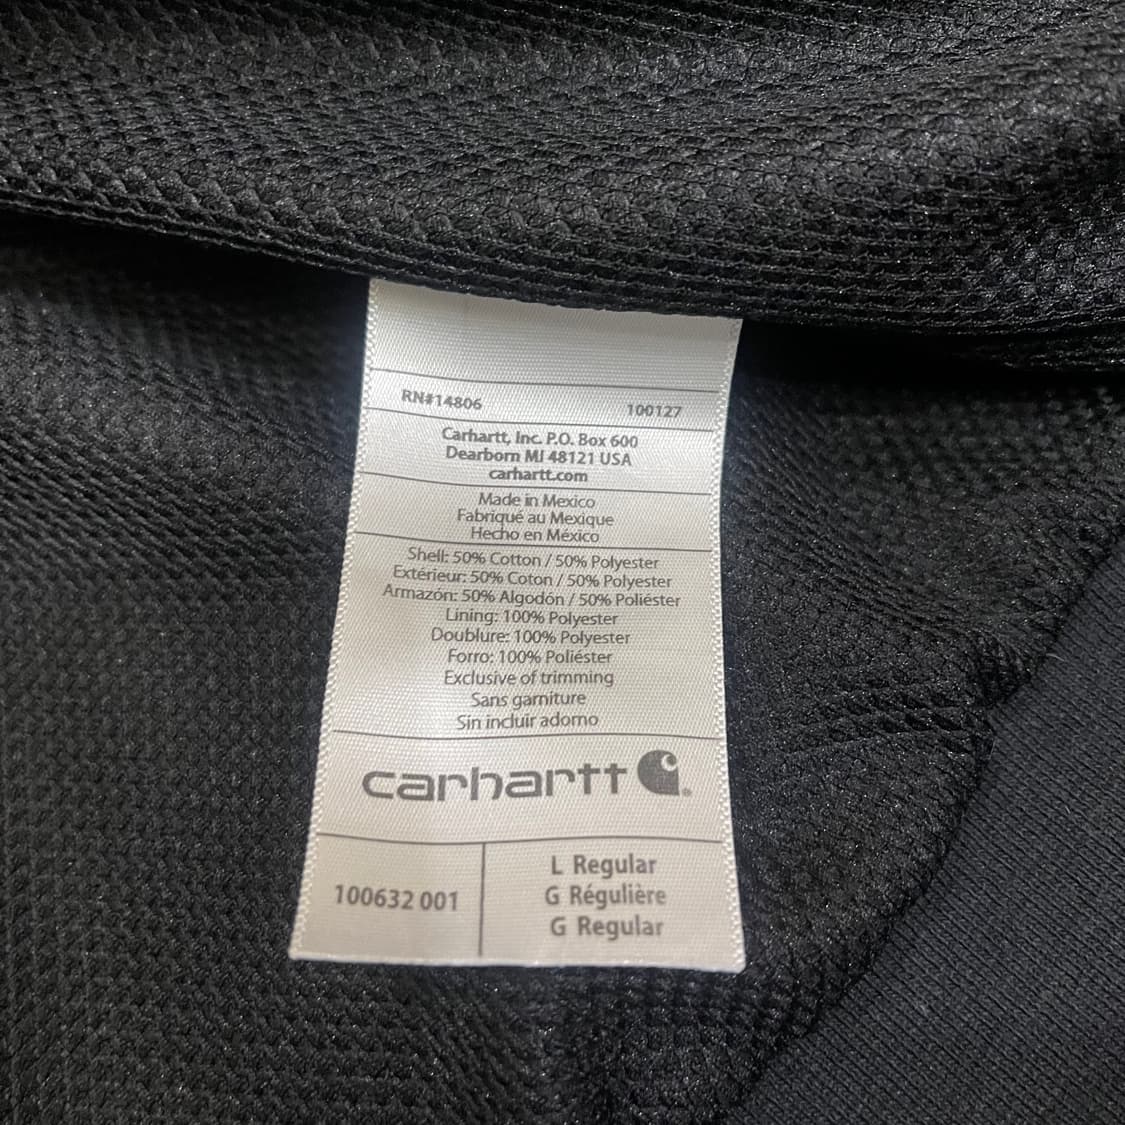 RN#14806 100127
Carhartt, Inc. P.O. Box 600
Dearborn MI 48121 USA
carhartt.com
Made in Mexico
Fabriqué au Mexique
Hecho en México
Shell: 50% Cotton / 50% Polyester
Extérieur: 50% Coton / 50% Polyester
Armazón: 50% Algodón / 50% Poliéster
Lining: 100% Polyester
Doublure: 100% Polyester
Forro: 100% Poliéster
Exclusive of trimming
Sans garniture
Sin incluir adorno
carhartt
100632 001
L Regular
G Régulière
G Regular